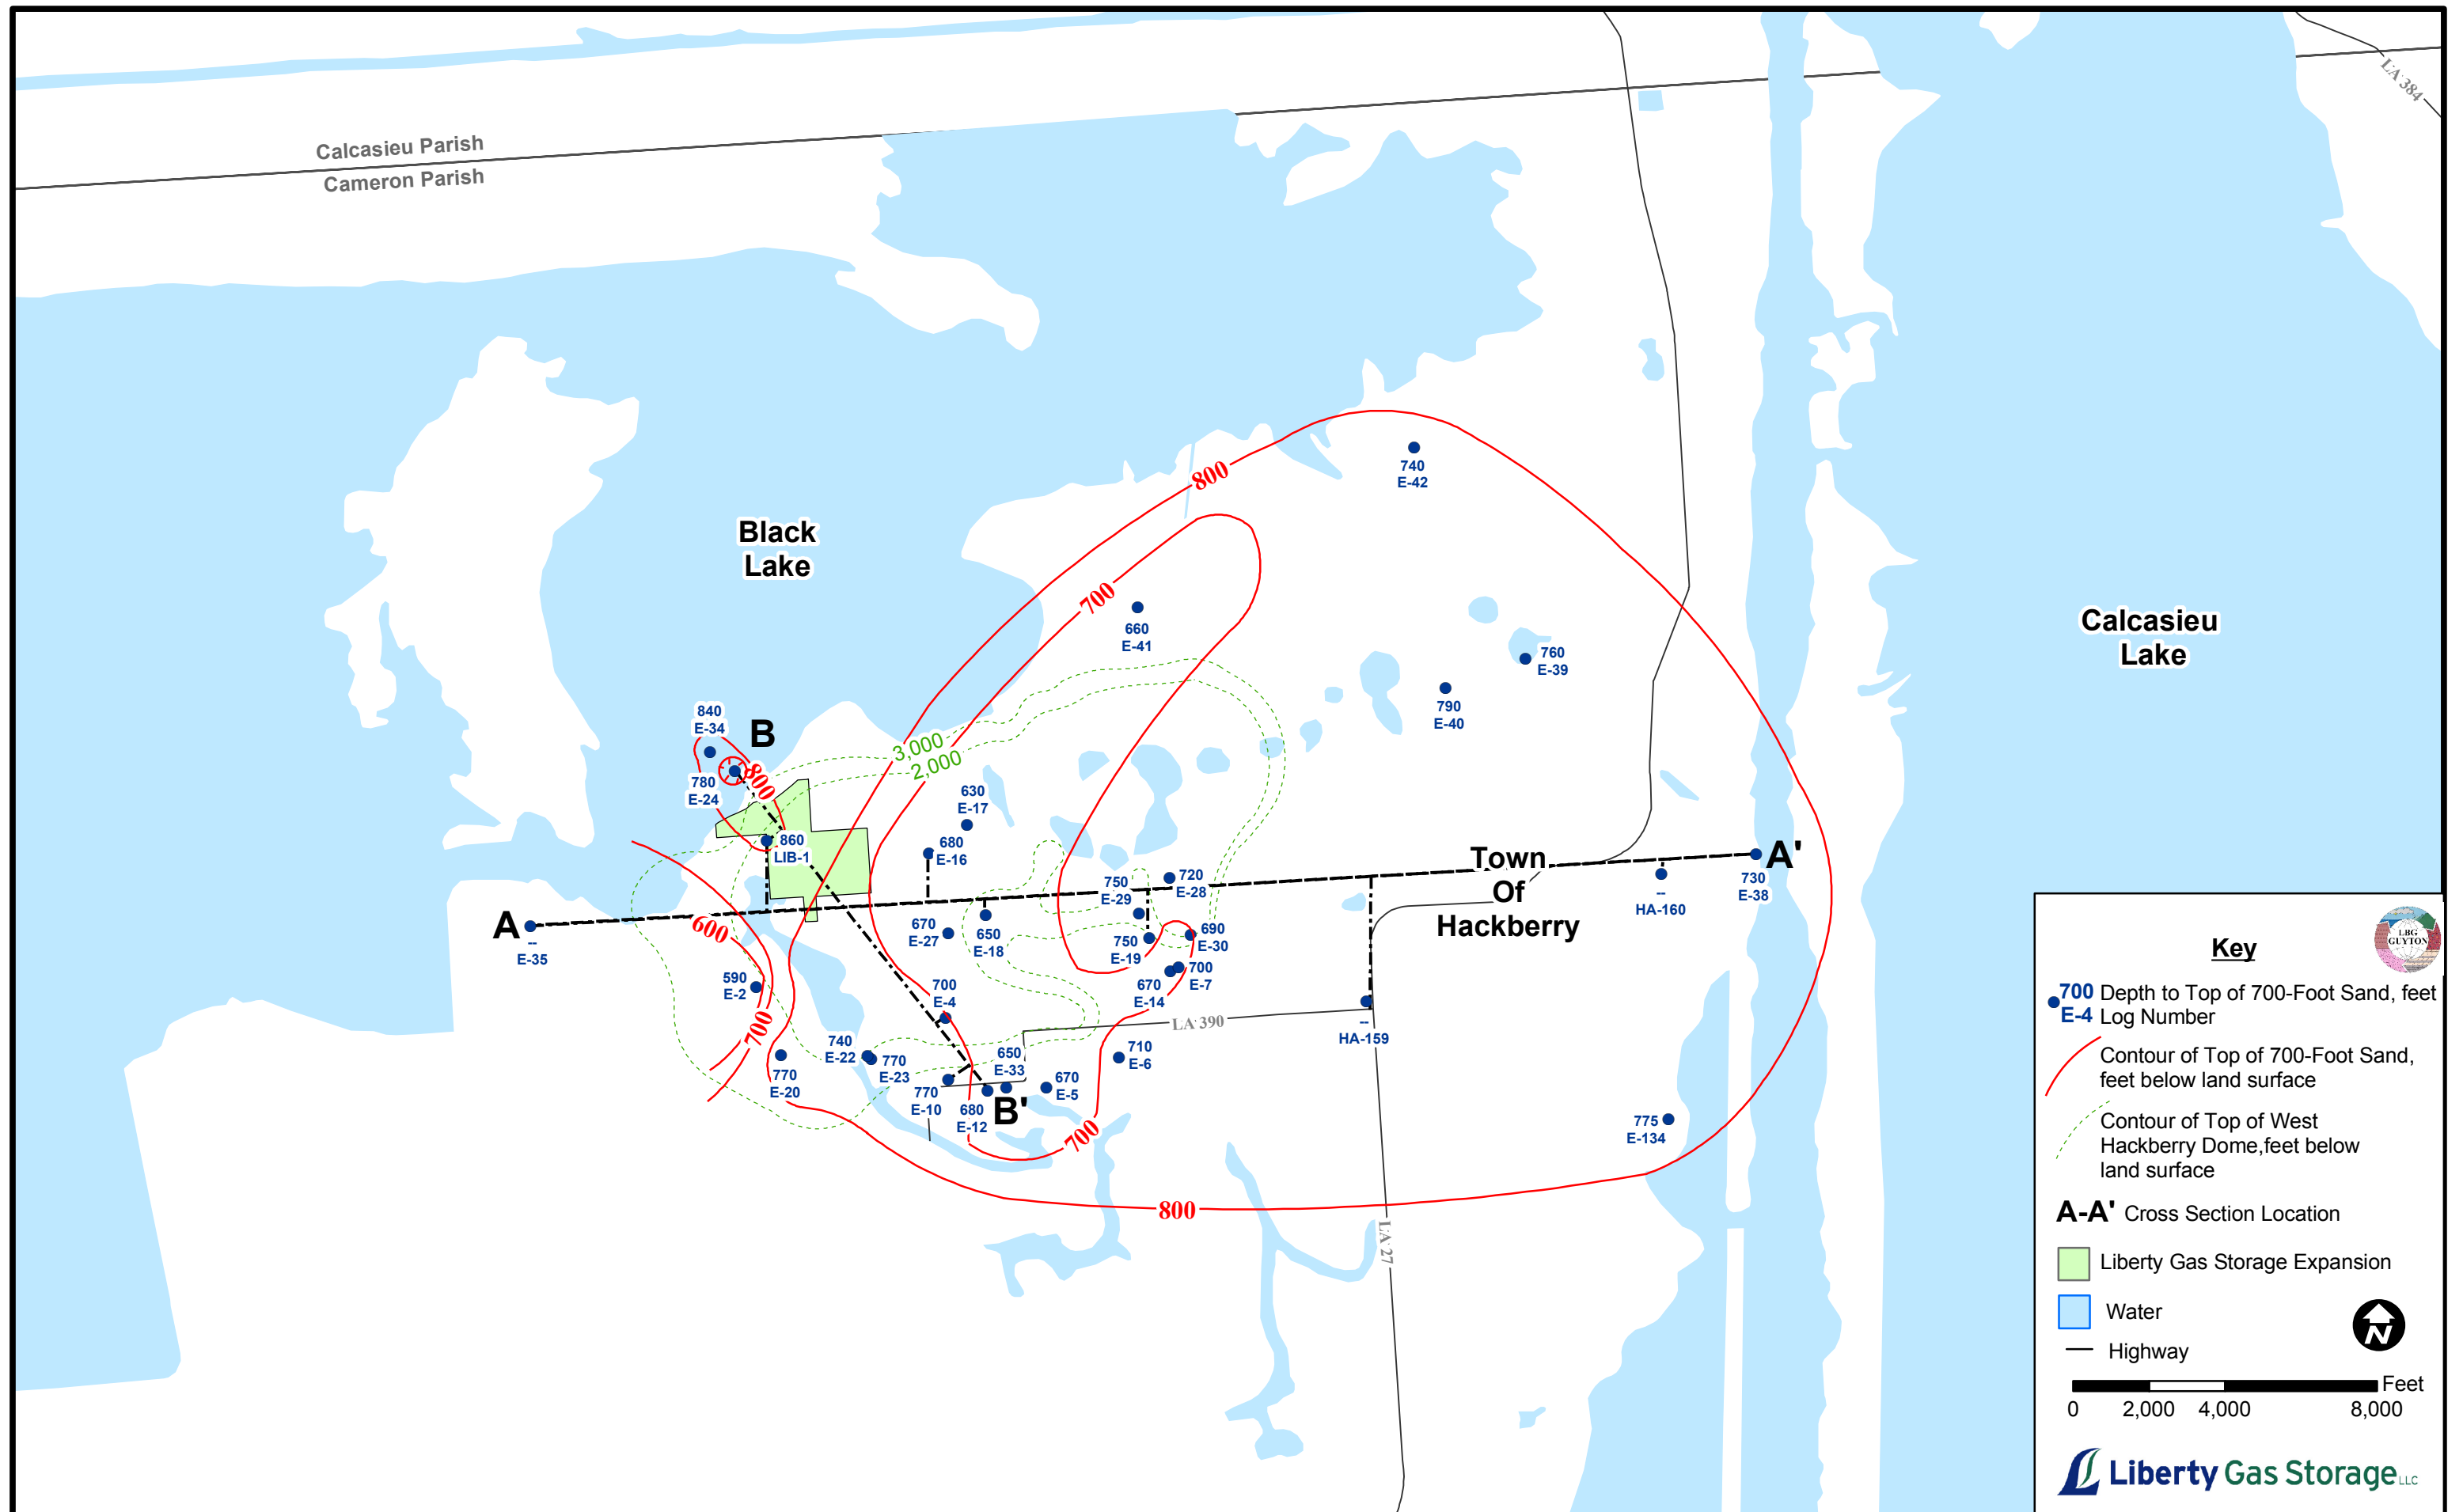 LA 384
Calcasieu Parish
Cameron Parish
800
740
E-42
Black
Lake
700
660
E-41
Calcasieu
Lake
760
E-39
790
E-40
840
E-34
B
3,000
2,000
780
E-24
800
630
E-17
860
LIB-1
680
E-16
Town
Of
Hackberry
A'
750
E-29
720
E-28
730
E-38
--
HA-160
A
--
E-35
600
670
E-27
650
E-18
750
E-19
690
E-30
590
E-2
700
E-4
670
E-14
700
E-7
700
LA 390
--
HA-159
740
E-22
770
E-23
650
E-33
710
E-6
770
E-20
770
E-10
680
E-12
B'
670
E-5
700
775
E-134
800
LA 27
Key
LBG
GUYTON
700 Depth to Top of 700-Foot Sand, feet
E-4 Log Number
Contour of Top of 700-Foot Sand,
feet below land surface
Contour of Top of West
Hackberry Dome,feet below
land surface
A-A' Cross Section Location
Liberty Gas Storage Expansion
Water
N
Highway
Feet
0 2,000 4,000 8,000
Liberty Gas Storage LLC